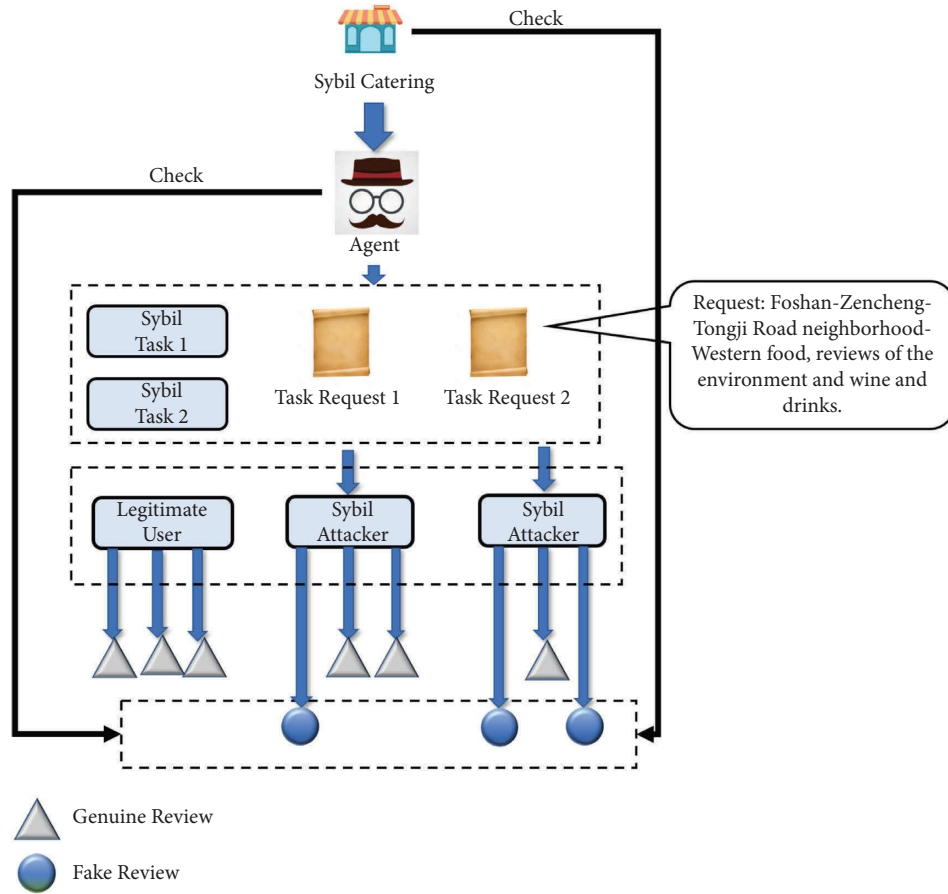 Check
Sybil Catering
Check
Agent
Sybil
Task 1
Sybil
Task 2
Task Request 1
Task Request 2
Request: Foshan-Zencheng-
Tongji Road neighborhood-
Western food, reviews of the
environment and wine and
drinks.
Legitimate
User
Sybil
Attacker
Sybil
Attacker
Genuine Review
Fake Review